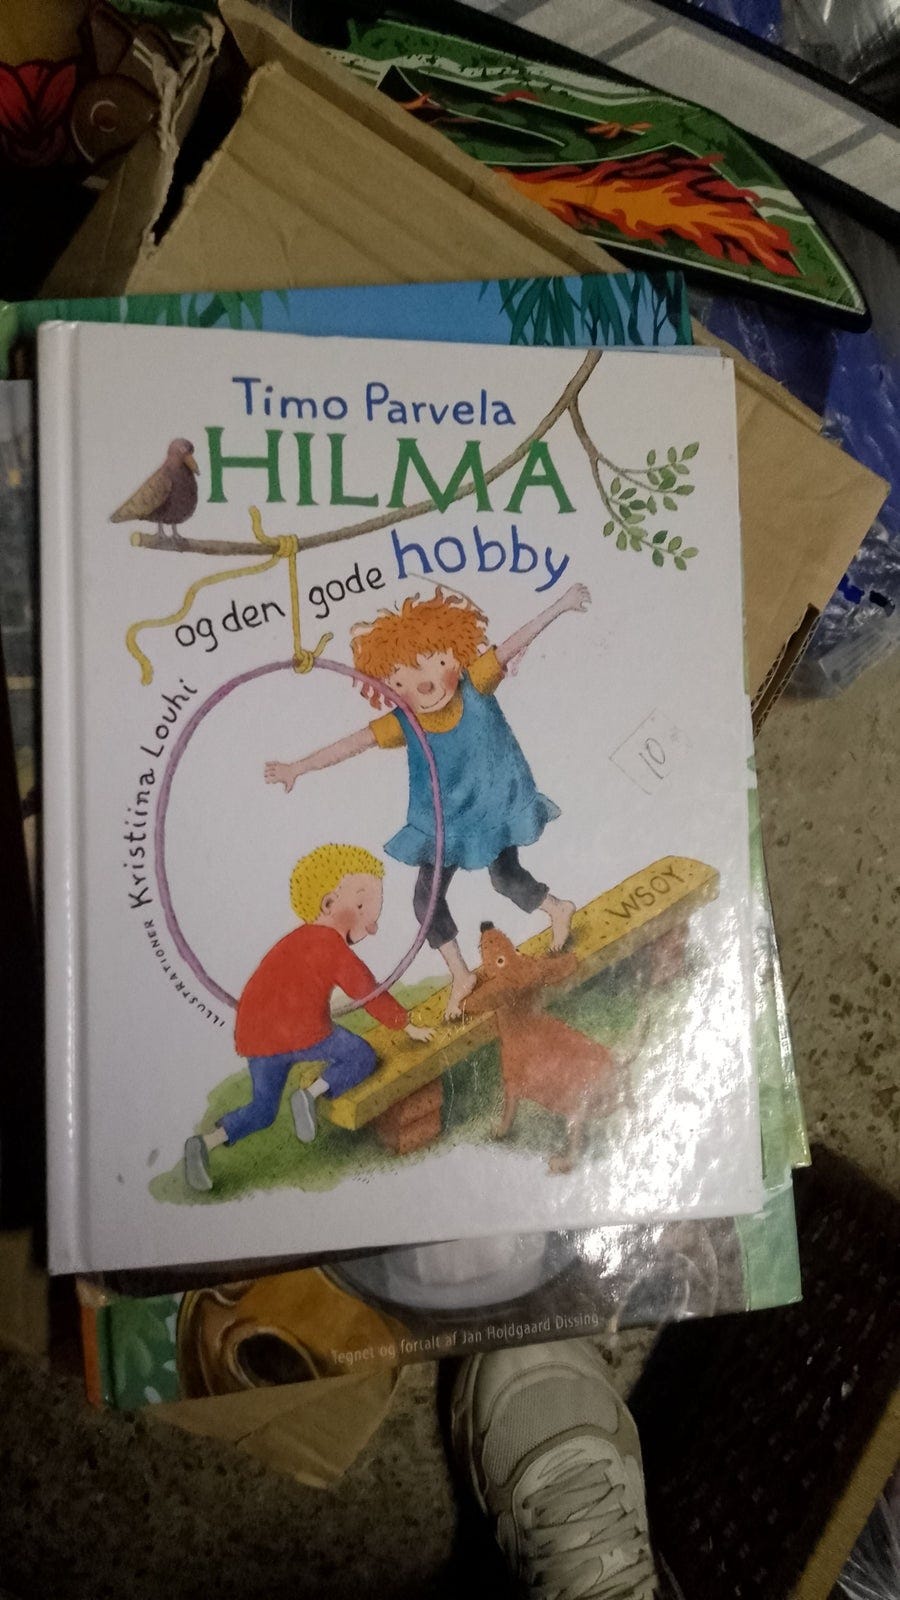 Timo Parvela
HILMA
og den gode hobby
ILLUSTRATIONER Kristiina Louhi
10
WSOY
Tegnet og fortalt af Jan Holdgaard Dissing